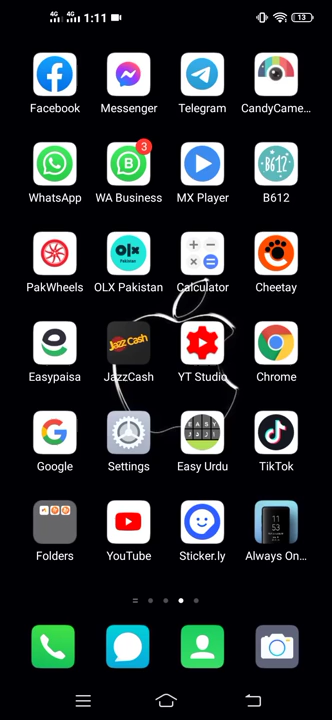 4G 4G 1:11 13
Facebook Messenger Telegram CandyCame...
3
WhatsApp WA Business MX Player B612
PakWheels OLX Pakistan Calculator Cheetay
Easypaisa JazzCash YT Studio Chrome
Google Settings Easy Urdu TikTok
Folders YouTube Sticker.ly Always On...